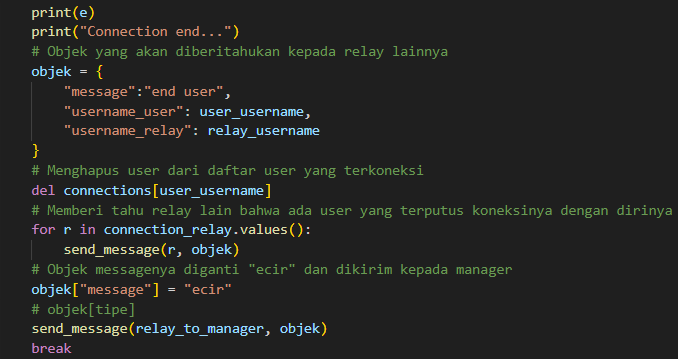 print(e)
print("Connection end...")
# Objek yang akan diberitahukan kepada relay lainnya
objek = {
"message":"end user",
"username_user": user_username,
"username_relay": relay_username
}
# Menghapus user dari daftar user yang terkoneksi
del connections[user_username]
# Memberi tahu relay lain bahwa ada user yang terputus koneksinya dengan dirinya
for r in connection_relay.values():
send_message(r, objek)
# Objek messagenya diganti "ecir" dan dikirim kepada manager
objek["message"] = "ecir"
# objek[tipe]
send_message(relay_to_manager, objek)
break